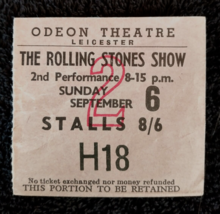 ODEON THEATRE
LEICESTER
THE ROLLING STONES SHOW
2nd Performance 8-15 p.m.
2
SUNDAY
SEPTEMBER 6
STALLS 8/6
H18
No ticket exchanged nor money refunded
THIS PORTION TO BE RETAINED